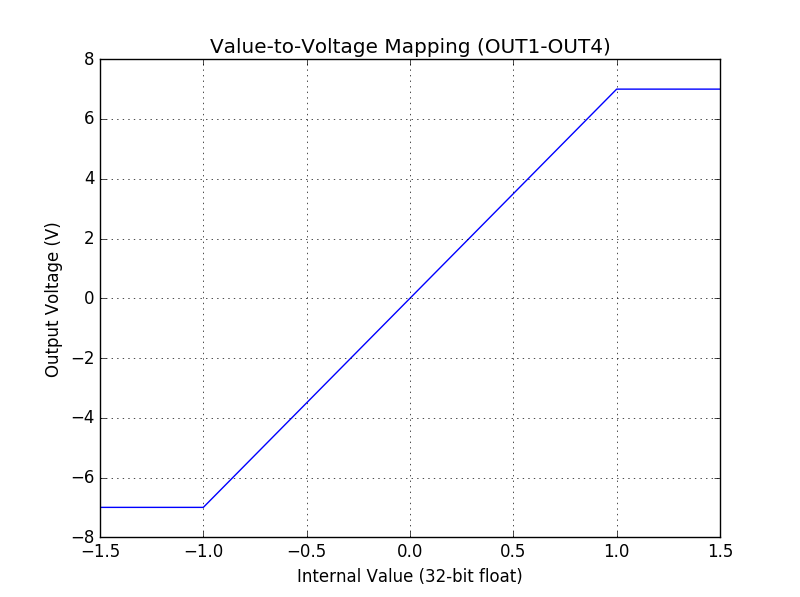 Value-to-Voltage Mapping (OUT1-OUT4)
8
6
4
2
0
−2
−4
−6
−8
Output Voltage (V)
−1.5 −1.0 −0.5 0.0 0.5 1.0 1.5
Internal Value (32-bit float)